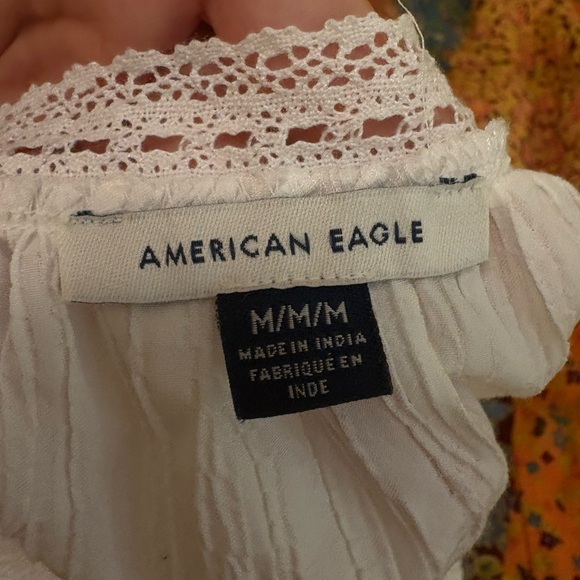 AMERICAN EAGLE
M/M/M
MADE IN INDIA
FABRIQUÉ EN
INDE